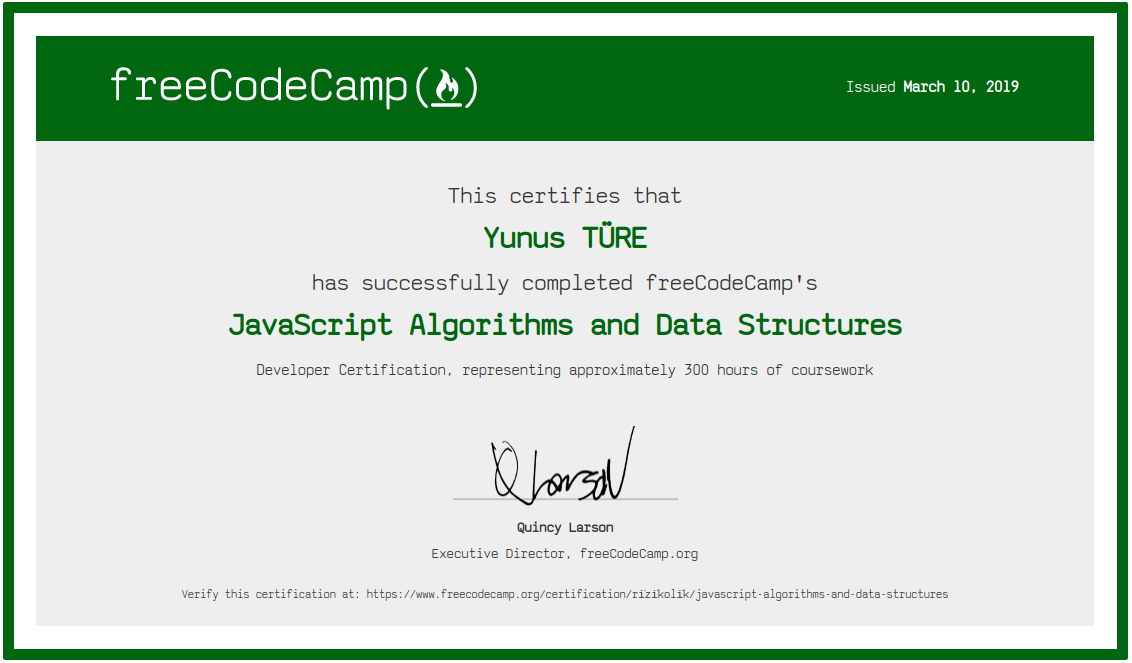 freeCodeCamp(🔥)
Issued March 10, 2019
This certifies that
Yunus TÜRE
has successfully completed freeCodeCamp's
JavaScript Algorithms and Data Structures
Developer Certification, representing approximately 300 hours of coursework
Q Larson
Quincy Larson
Executive Director, freeCodeCamp.org
Verify this certification at: https://www.freecodecamp.org/certification/rizikolik/javascript-algorithms-and-data-structures